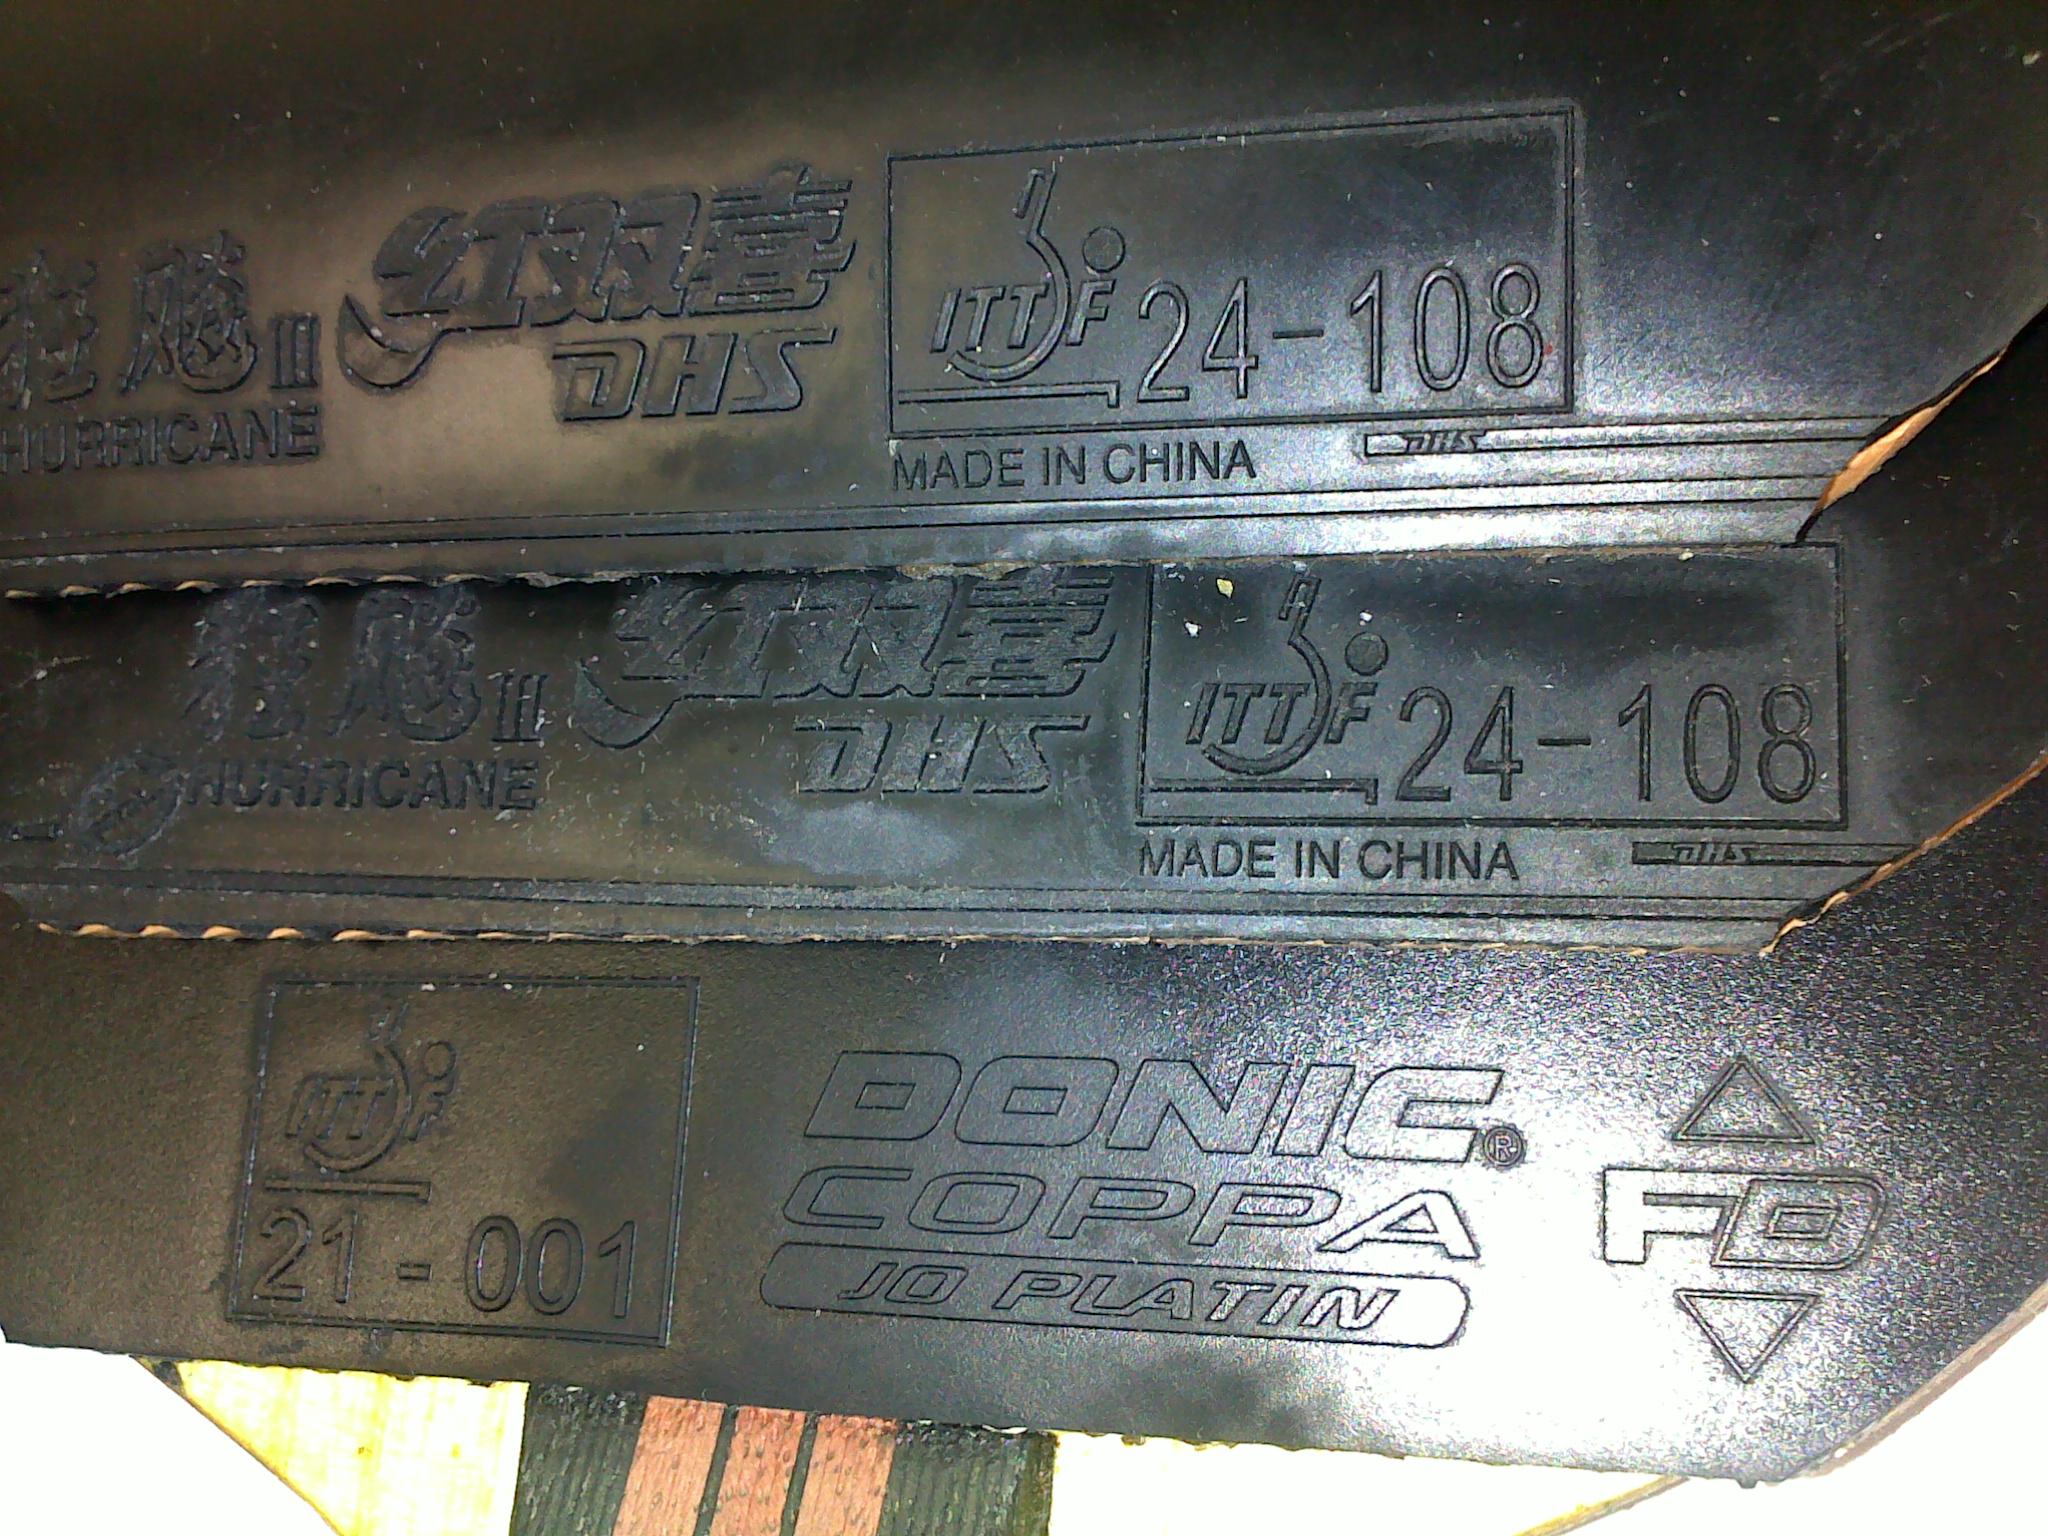 狂飚III 红双喜
HURRICANE DHS
ITTF 24-108
MADE IN CHINA DHS
狂飚III 红双喜
HURRICANE DHS
ITTF 24-108
MADE IN CHINA DHS
ITTF
21-001
DONIC®
COPPA
JO PLATIN
FD